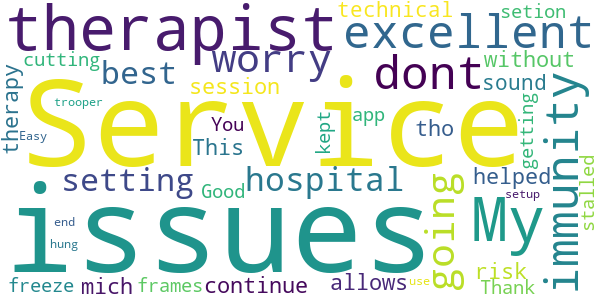 technical setion
therapist excellent
cutting best worry dont without
therapy trooper session sound
Service
Easy You This kept app tho getting
setting Good hospital helped
issues going My immunity stalled
setup
end
hung
risk
freeze mich frames continue allows use Thank